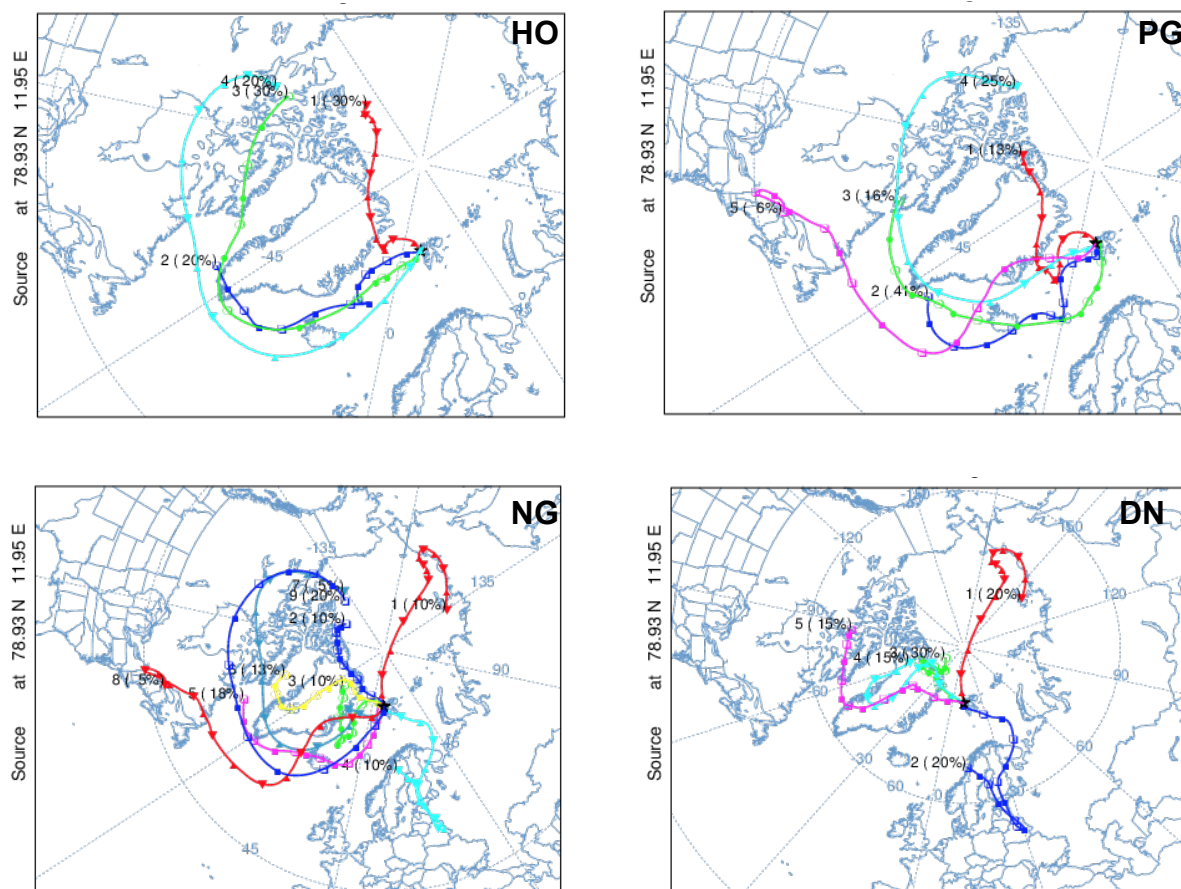 HO
Source at 78.93 N 11.95 E
4 ( 20%)
3 ( 30%)
1 ( 30%)
-90
2 ( 20%)
-45
0
PG
Source at 78.93 N 11.95 E
-135
4 ( 25%)
-90
1 ( 13%)
3 ( 16%)
5 ( 6%)
-45
2 ( 41%)
NG
Source at 78.93 N 11.95 E
-135
135
7 ( 5%)
9 ( 20%)
1 ( 10%)
2 ( 10%)
90
( 13%)
3 ( 10%)
8 ( 5%)
5 ( 18%)
45
4 ( 10%)
45
DN
Source at 78.93 N 11.95 E
150
-120
120
1 ( 20%)
-90
5 ( 15%)
4 ( 15%)
3 ( 30%)
90
60
2 ( 20%)
30
60
0